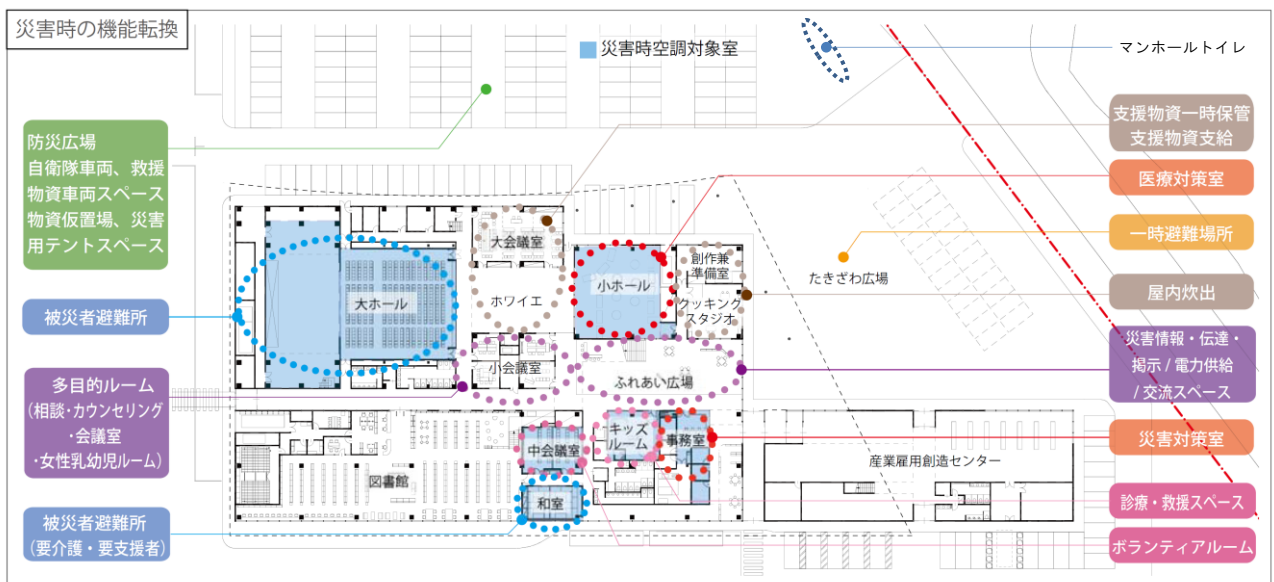 災害時の機能転換
災害時空調対象室
マンホールトイレ
防災広場
自衛隊車両、救援
物資車両スペース
物資仮置場、災害
用テントスペース
被災者避難所
多目的ルーム
(相談・カウンセリング
・会議室
・女性乳幼児ルーム)
被災者避難所
(要介護・要支援者)
大ホール
大会議室
ホワイエ
小会議室
小ホール
創作兼
準備室
クッキング
スタジオ
ふれあい広場
中会議室
キッズ
ルーム
事務室
図書館
和室
産業雇用創造センター
たきざわ広場
支援物資一時保管
支援物資支給
医療対策室
一時避難場所
屋内炊出
災害情報・伝達・
掲示 / 電力供給
/ 交流スペース
災害対策室
診療・救援スペース
ボランティアルーム